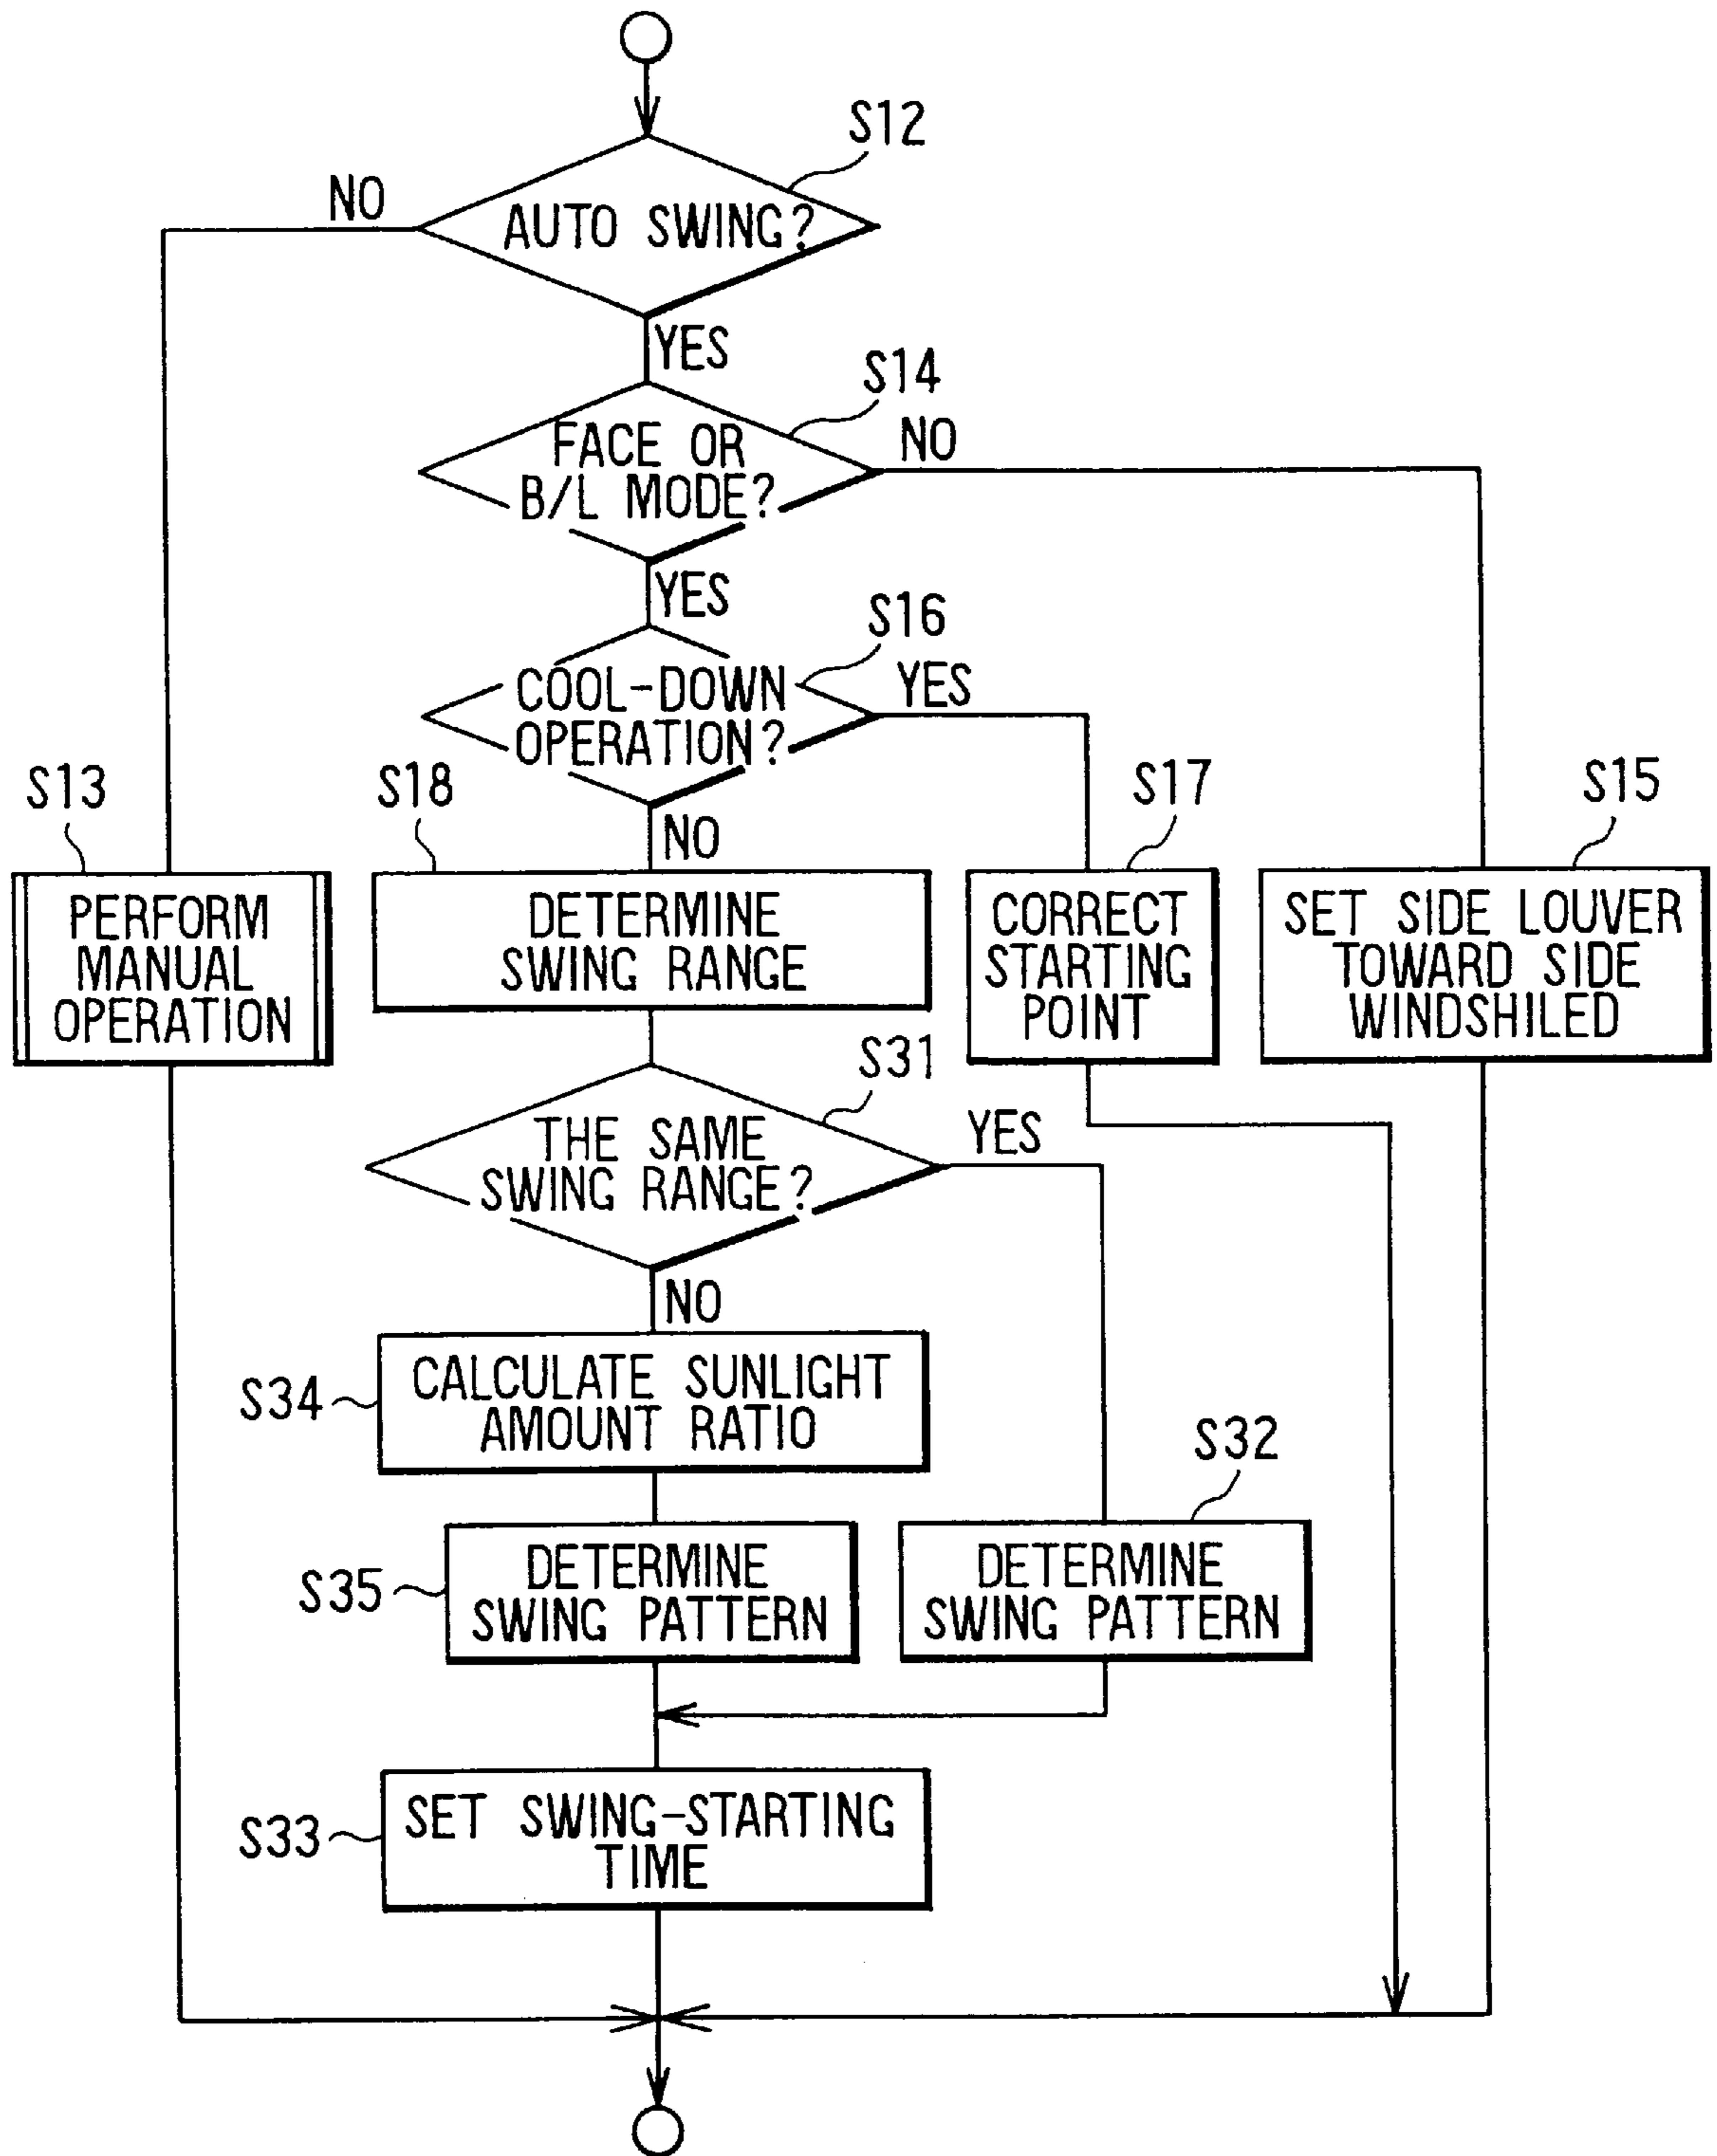 S12
NO
AUTO SWING?
YES
S14
FACE OR
B/L MODE?
NO
YES
S16
COOL-DOWN
OPERATION?
YES
NO
S13
PERFORM
MANUAL
OPERATION
S18
DETERMINE
SWING RANGE
S17
CORRECT
STARTING
POINT
S15
SET SIDE LOUVER
TOWARD SIDE
WINDSHILED
S31
THE SAME
SWING RANGE?
YES
NO
S34
CALCULATE SUNLIGHT
AMOUNT RATIO
S35
DETERMINE
SWING PATTERN
S32
DETERMINE
SWING PATTERN
S33
SET SWING-STARTING
TIME